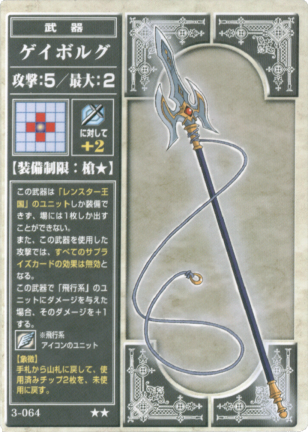 武器
ゲイボルグ
攻撃:5/最大:2
に対して
+2
【装備制限:槍★】
この武器は「レンスター王
国」のユニットしか装備で
きず、場には1枚しか出す
ことができない。
また、この武器を使用した
攻撃では、すべてのサプラ
イズカードの効果は無効と
なる。
この武器で「飛行系」のユ
ニットにダメージを与えた
場合、そのダメージを+1
する。
※飛行系
アイコンのユニット
【象徴】
手札から山札に戻して、使
用済みチップ2枚を、未使
用に戻す。
3-064
★★